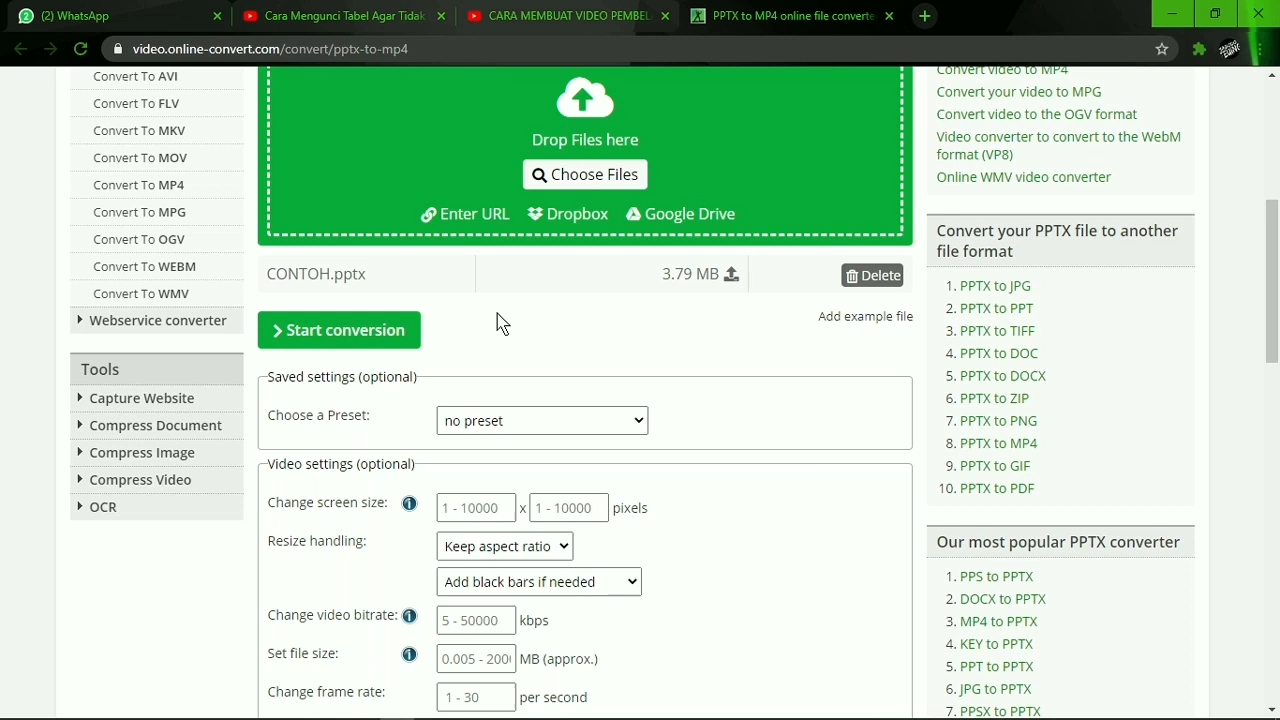 (2) WhatsApp
Cara Mengunci Tabel Agar Tidak
CARA MEMBUAT VIDEO PEMBEL
PPTX to MP4 online file converte
video.online-convert.com/convert/pptx-to-mp4
Convert To AVI
Convert To FLV
Convert To MKV
Convert To MOV
Convert To MP4
Convert To MPG
Convert To OGV
Convert To WEBM
Convert To WMV
Webservice converter
Tools
Capture Website
Compress Document
Compress Image
Compress Video
OCR
Drop Files here
Choose Files
Enter URL Dropbox Google Drive
CONTOH.pptx 3.79 MB Delete
Start conversion
Add example file
Saved settings (optional)
Choose a Preset: no preset
Video settings (optional)
Change screen size: 1 - 10000 x 1 - 10000 pixels
Resize handling: Keep aspect ratio
Add black bars if needed
Change video bitrate: 5 - 50000 kbps
Set file size: 0.005 - 200 MB (approx.)
Change frame rate: 1 - 30 per second
Convert video to MP4
Convert your video to MPG
Convert video to the OGV format
Video converter to convert to the WebM
format (VP8)
Online WMV video converter
Convert your PPTX file to another
file format
1. PPTX to JPG
2. PPTX to PPT
3. PPTX to TIFF
4. PPTX to DOC
5. PPTX to DOCX
6. PPTX to ZIP
7. PPTX to PNG
8. PPTX to MP4
9. PPTX to GIF
10. PPTX to PDF
Our most popular PPTX converter
1. PPS to PPTX
2. DOCX to PPTX
3. MP4 to PPTX
4. KEY to PPTX
5. PPT to PPTX
6. JPG to PPTX
7. PPSX to PPTX